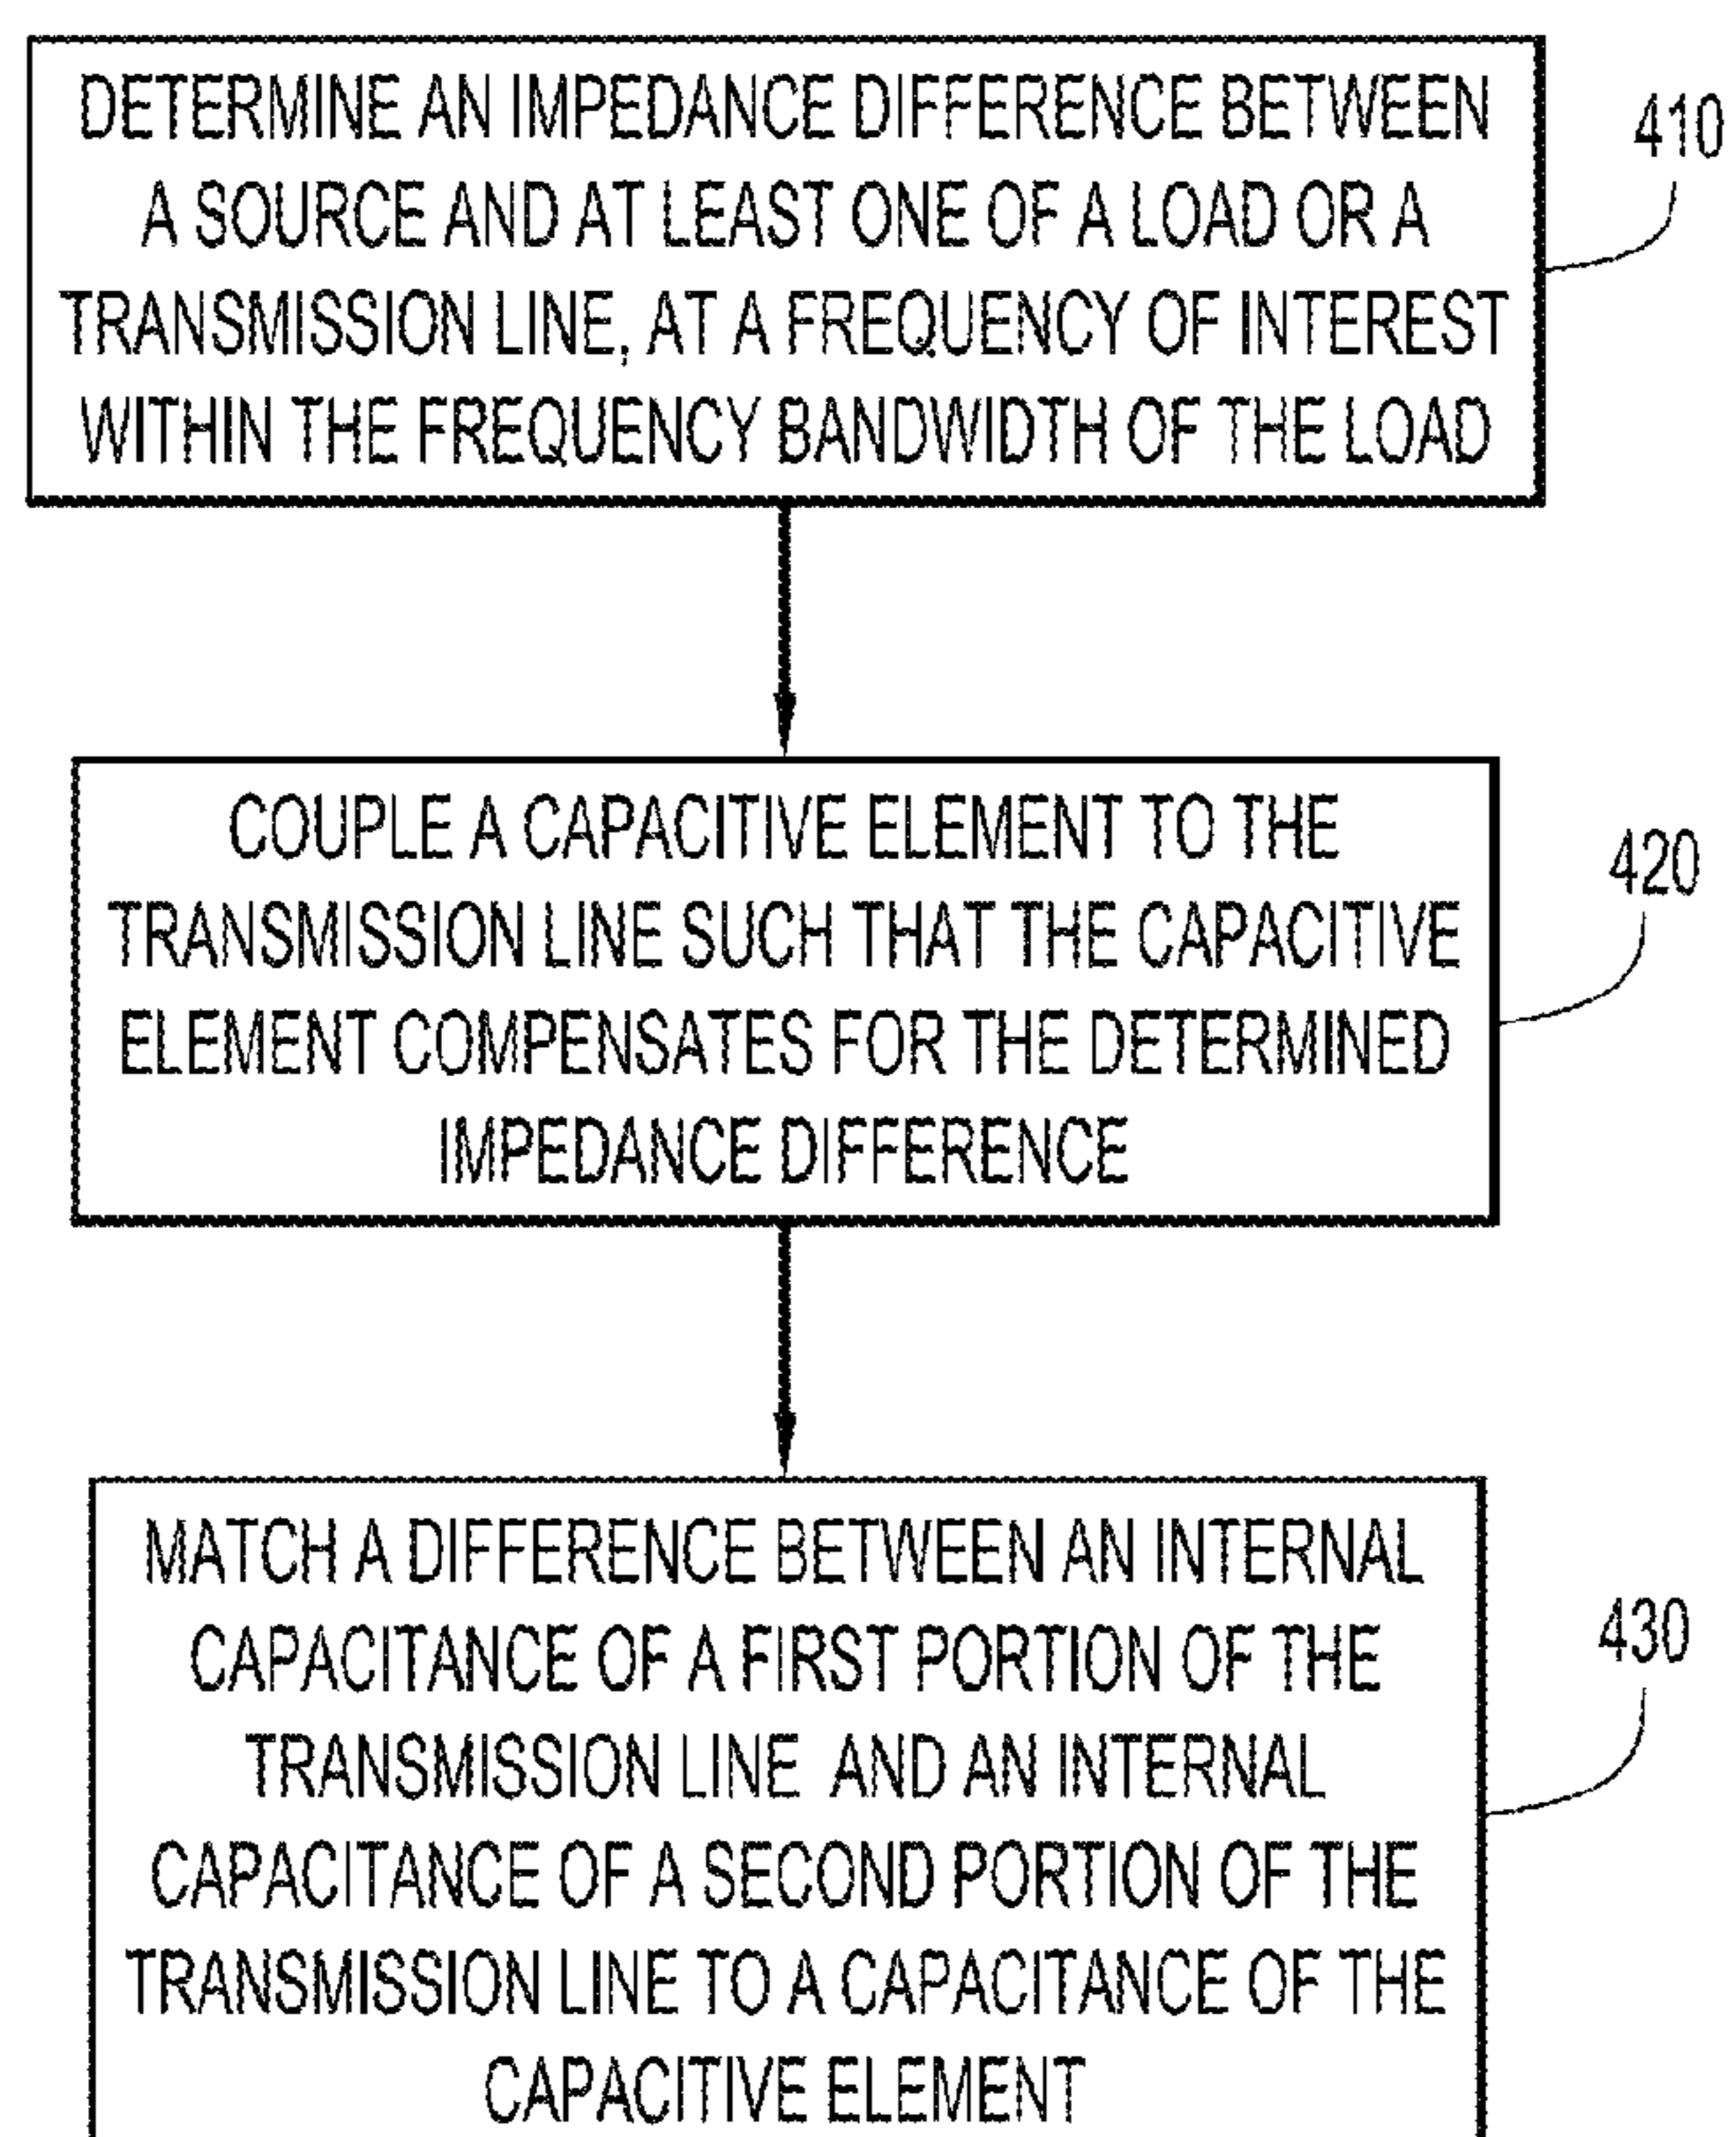 DETERMINE AN IMPEDANCE DIFFERENCE BETWEEN
A SOURCE AND AT LEAST ONE OF A LOAD OR A
TRANSMISSION LINE, AT A FREQUENCY OF INTEREST
WITHIN THE FREQUENCY BANDWIDTH OF THE LOAD
410
COUPLE A CAPACITIVE ELEMENT TO THE
TRANSMISSION LINE SUCH THAT THE CAPACITIVE
ELEMENT COMPENSATES FOR THE DETERMINED
IMPEDANCE DIFFERENCE
420
MATCH A DIFFERENCE BETWEEN AN INTERNAL
CAPACITANCE OF A FIRST PORTION OF THE
TRANSMISSION LINE AND AN INTERNAL
CAPACITANCE OF A SECOND PORTION OF THE
TRANSMISSION LINE TO A CAPACITANCE OF THE
CAPACITIVE ELEMENT
430